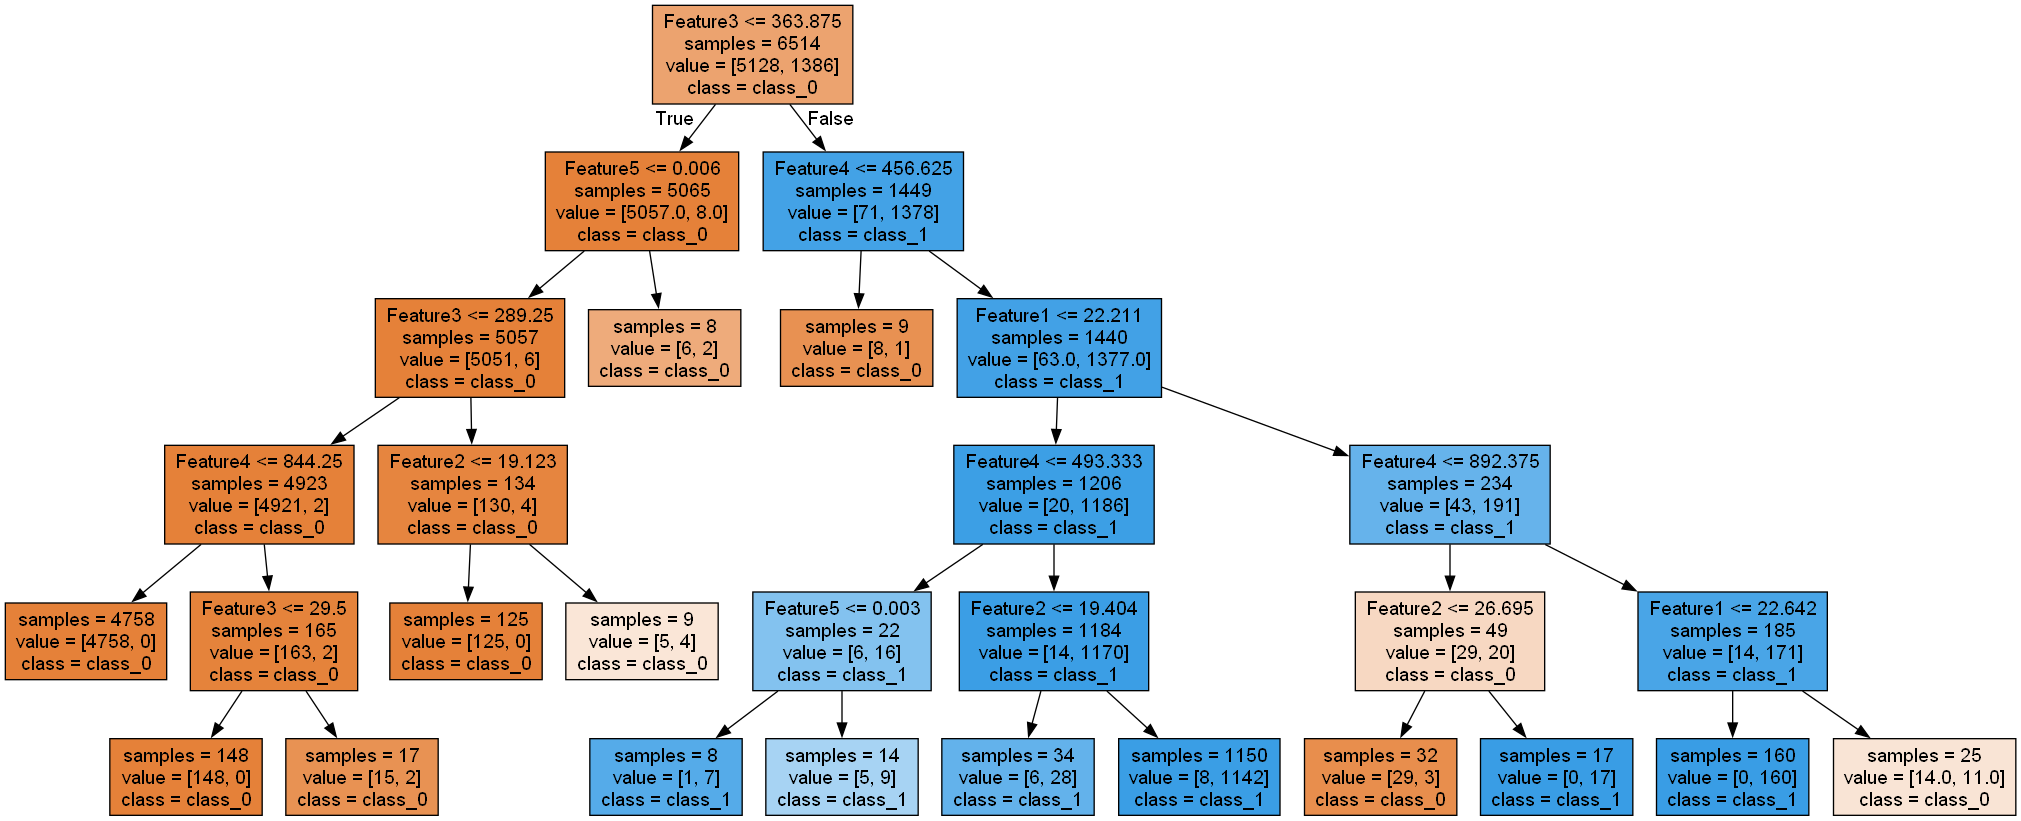 Feature3 <= 363.875
samples = 6514
value = [5128, 1386]
class = class_0
True
False
Feature5 <= 0.006
samples = 5065
value = [5057.0, 8.0]
class = class_0
Feature4 <= 456.625
samples = 1449
value = [71, 1378]
class = class_1
Feature3 <= 289.25
samples = 5057
value = [5051, 6]
class = class_0
samples = 8
value = [6, 2]
class = class_0
samples = 9
value = [8, 1]
class = class_0
Feature1 <= 22.211
samples = 1440
value = [63.0, 1377.0]
class = class_1
Feature4 <= 844.25
samples = 4923
value = [4921, 2]
class = class_0
Feature2 <= 19.123
samples = 134
value = [130, 4]
class = class_0
Feature4 <= 493.333
samples = 1206
value = [20, 1186]
class = class_1
Feature4 <= 892.375
samples = 234
value = [43, 191]
class = class_1
samples = 4758
value = [4758, 0]
class = class_0
Feature3 <= 29.5
samples = 165
value = [163, 2]
class = class_0
samples = 125
value = [125, 0]
class = class_0
samples = 9
value = [5, 4]
class = class_0
Feature5 <= 0.003
samples = 22
value = [6, 16]
class = class_1
Feature2 <= 19.404
samples = 1184
value = [14, 1170]
class = class_1
Feature2 <= 26.695
samples = 49
value = [29, 20]
class = class_0
Feature1 <= 22.642
samples = 185
value = [14, 171]
class = class_1
samples = 148
value = [148, 0]
class = class_0
samples = 17
value = [15, 2]
class = class_0
samples = 8
value = [1, 7]
class = class_1
samples = 14
value = [5, 9]
class = class_1
samples = 34
value = [6, 28]
class = class_1
samples = 1150
value = [8, 1142]
class = class_1
samples = 32
value = [29, 3]
class = class_0
samples = 17
value = [0, 17]
class = class_1
samples = 160
value = [0, 160]
class = class_1
samples = 25
value = [14.0, 11.0]
class = class_0